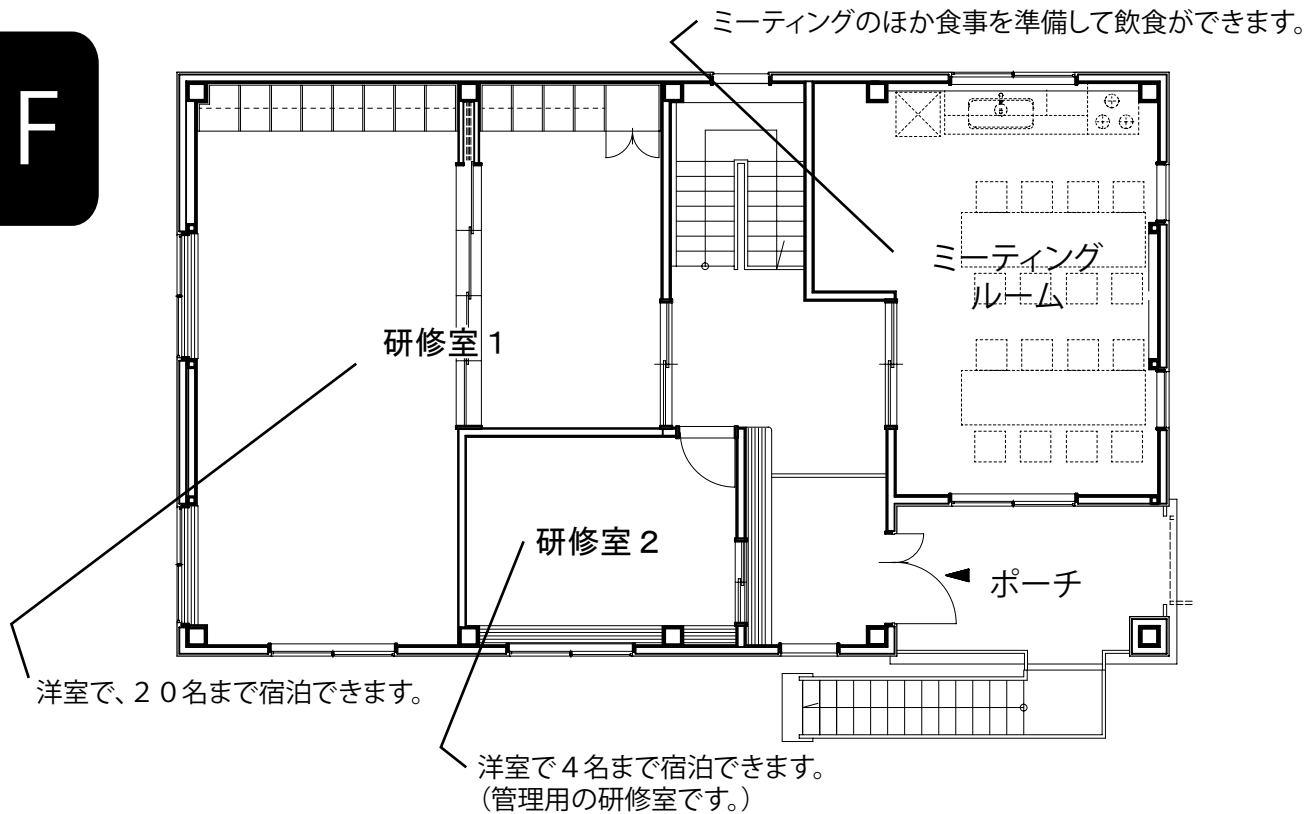 ミーティングのほか食事を準備して飲食ができます。
F
ミーティング
ルーム
研修室１
研修室２
ポーチ
洋室で、２０名まで宿泊できます。
洋室で４名まで宿泊できます。
（管理用の研修室です。）